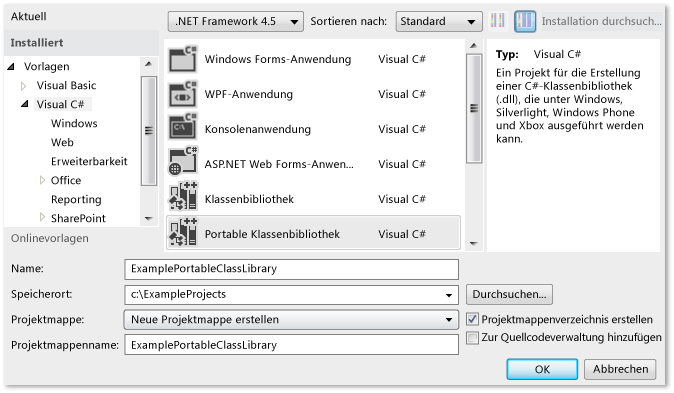 Aktuell
.NET Framework 4.5
Sortieren nach:
Standard
Installation durchsuch...
Installiert
Vorlagen
Visual Basic
Visual C#
Windows
Web
Erweiterbarkeit
Office
Reporting
SharePoint
Onlinevorlagen
Windows Forms-Anwendung Visual C#
WPF-Anwendung Visual C#
Konsolenanwendung Visual C#
ASP.NET Web Forms-Anwen... Visual C#
Klassenbibliothek Visual C#
Portable Klassenbibliothek Visual C#
Typ: Visual C#
Ein Projekt für die Erstellung
einer C#-Klassenbibliothek
(.dll), die unter Windows,
Silverlight, Windows Phone
und Xbox ausgeführt werden
kann.
Name: ExamplePortableClassLibrary
Speicherort: c:\ExampleProjects Durchsuchen...
Projektmappe: Neue Projektmappe erstellen Projektmappenverzeichnis erstellen
Projektmappenname: ExamplePortableClassLibrary Zur Quellcodeverwaltung hinzufügen
OK Abbrechen